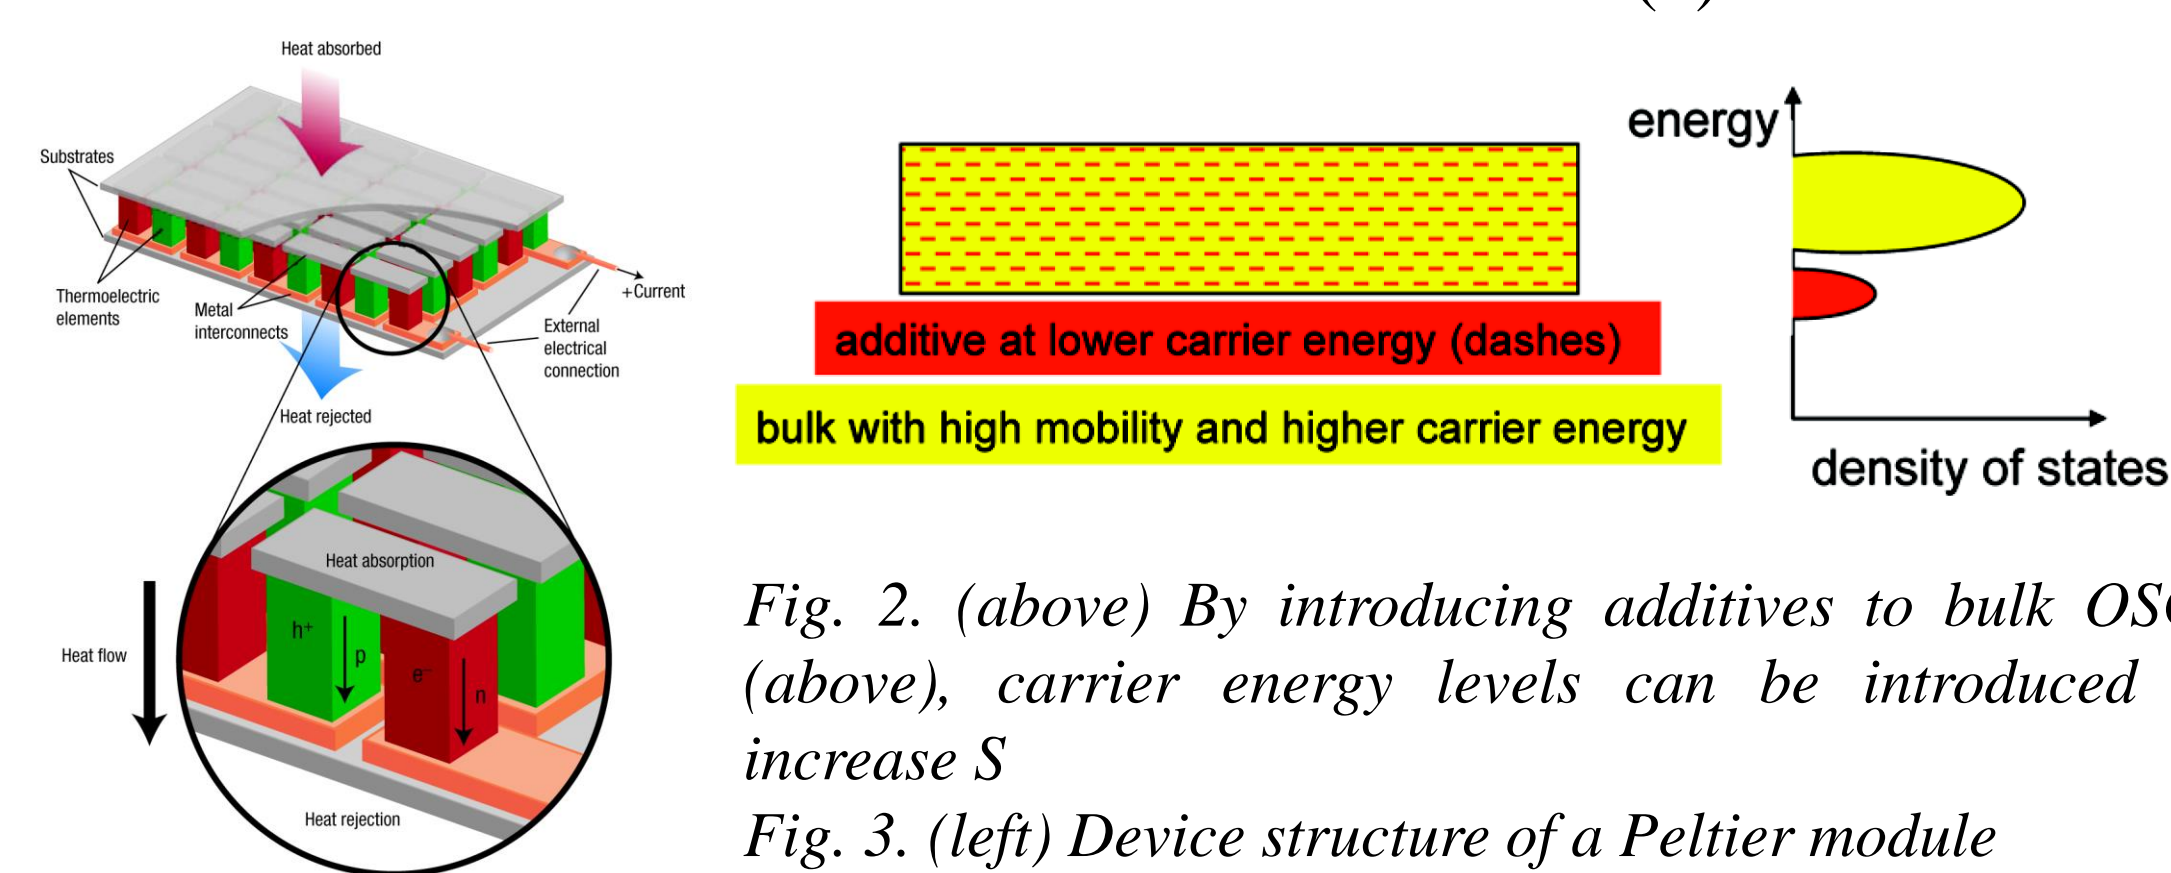 Heat absorbed
Substrates
Thermoelectric
elements
Metal
interconnects
+Current
External
electrical
connection
Heat rejected
Heat absorption
h+
p
e−
n
Heat flow
Heat rejection
energy
density of states
additive at lower carrier energy (dashes)
bulk with high mobility and higher carrier energy
Fig. 2. (above) By introducing additives to bulk
(above), carrier energy levels can be introduced
increase S
Fig. 3. (left) Device structure of a Peltier module